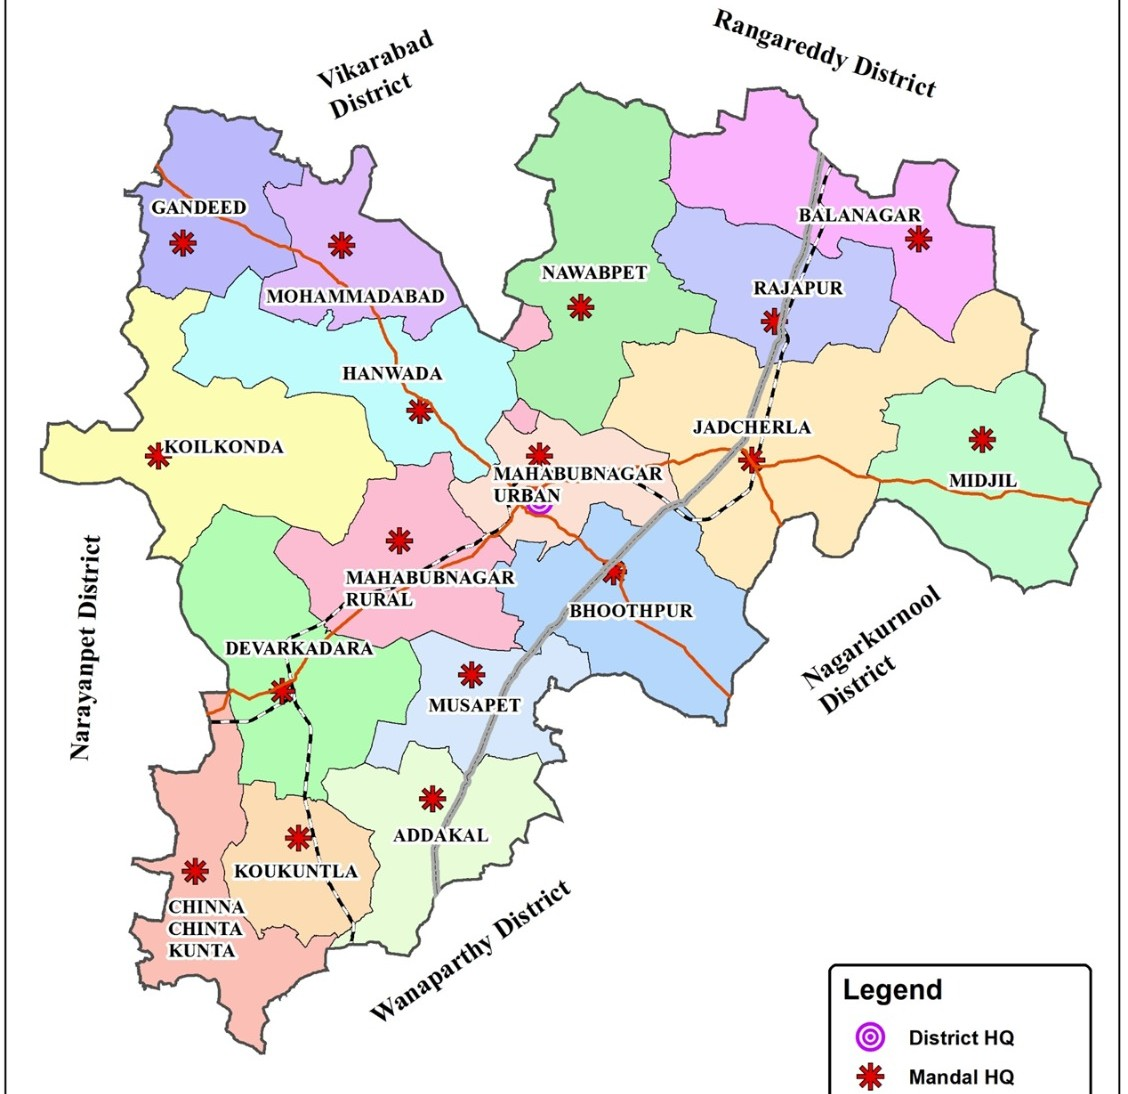 Vikarabad
District
Rangareddy District
GANDEED
BALANAGAR
NAWABPET
RAJAPUR
MOHAMMADABAD
HANWADA
JADCHERLA
KOILKONDA
MAHABUBNAGAR
URBAN
MIDJIL
Narayanpet District
MAHABUBNAGAR
RURAL
BHOOTHPUR
Nagarkurnool
District
DEVARKADARA
MUSAPET
ADDAKAL
KOUKUNTLA
CHINNA
CHINTA
KUNTA
Wanaparthy District
Legend
District HQ
Mandal HQ